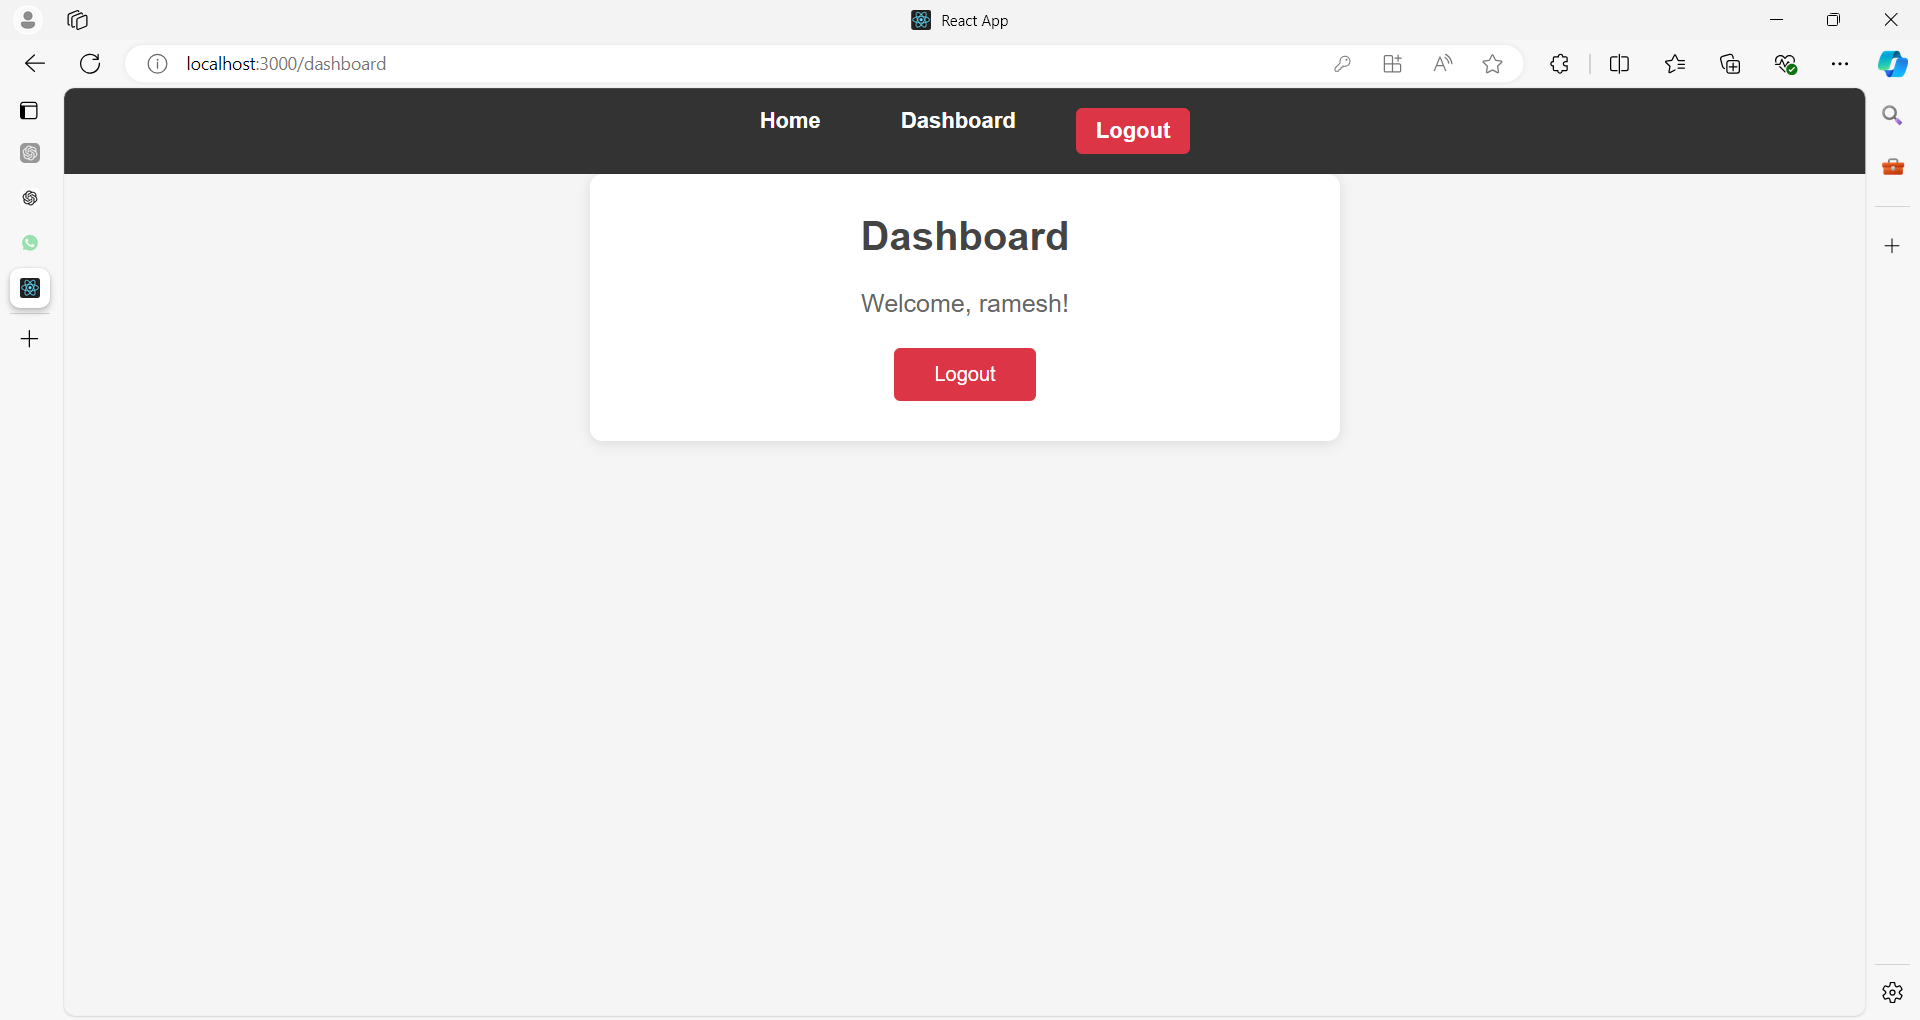 React App
localhost:3000/dashboard
Home Dashboard Logout
Dashboard
Welcome, ramesh!
Logout